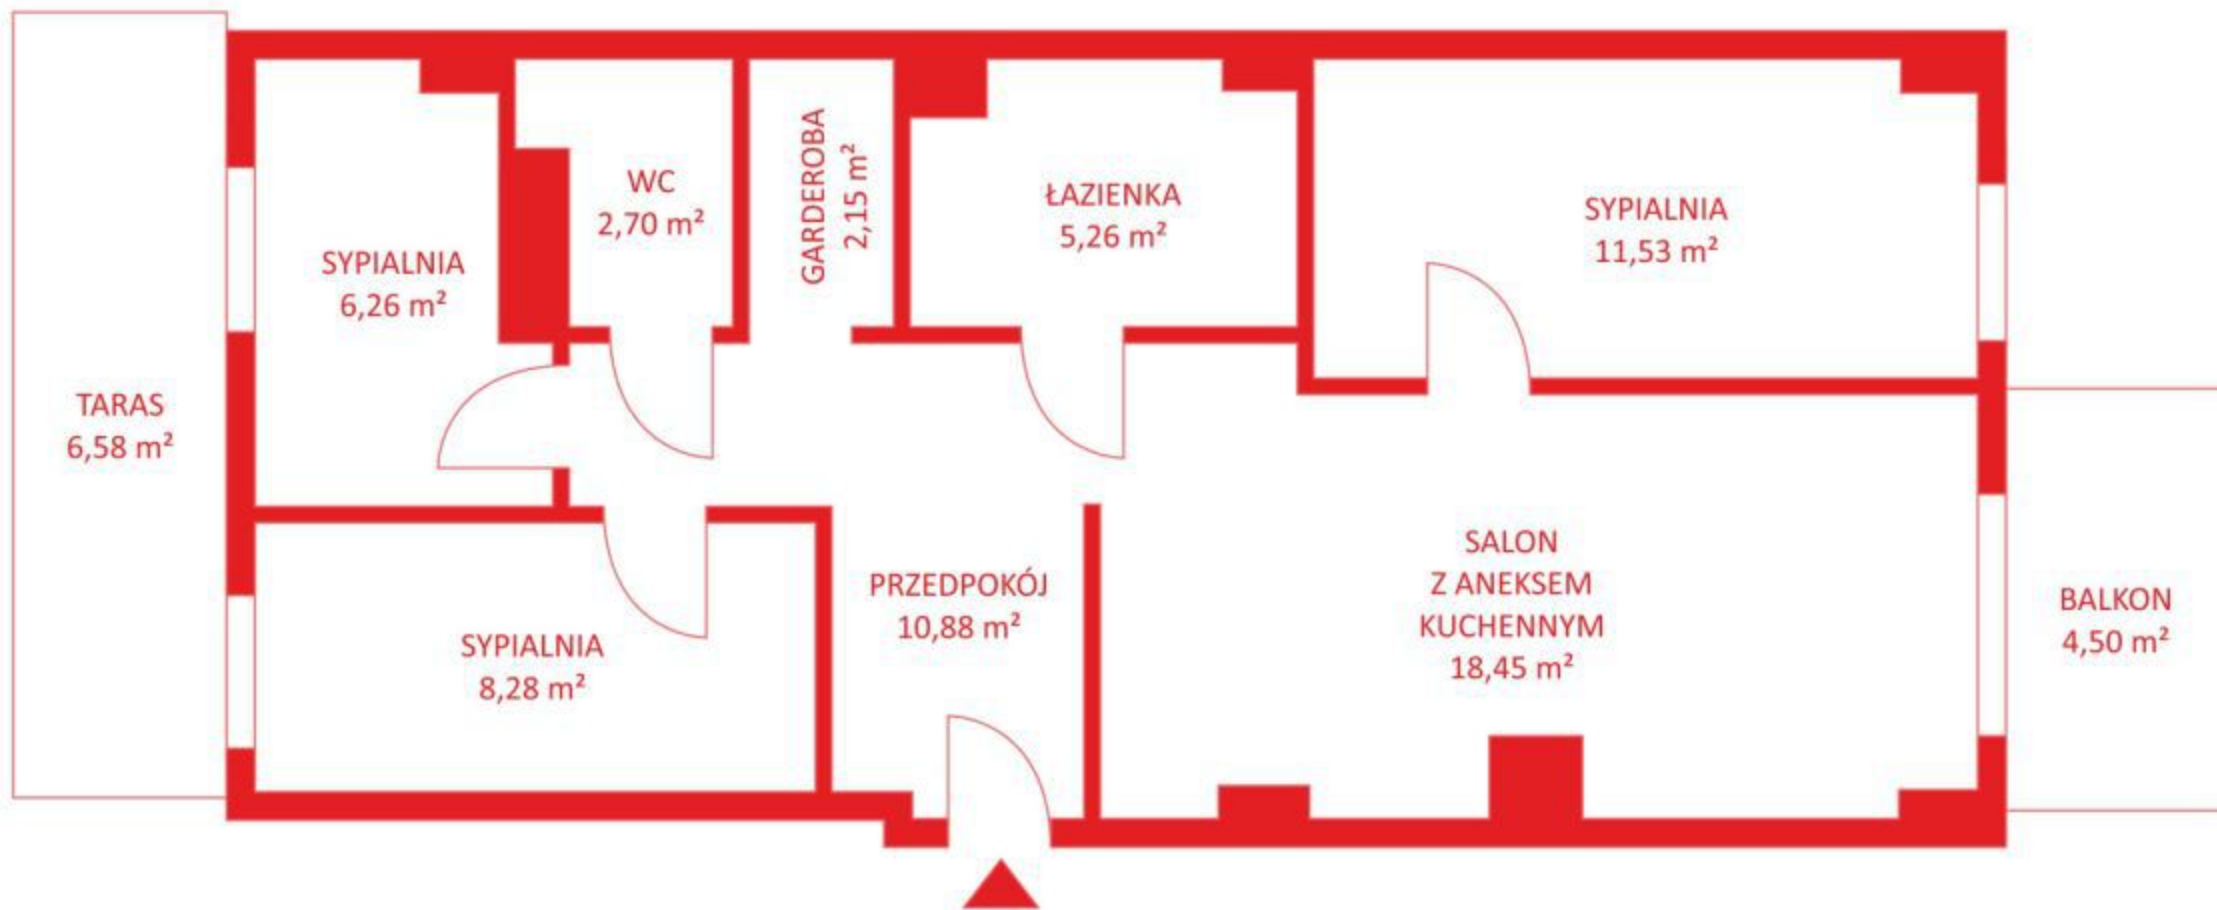 TARAS
6,58 m²
SYPIALNIA
6,26 m²
WC
2,70 m²
GARDEROBA
2,15 m²
ŁAZIENKA
5,26 m²
SYPIALNIA
11,53 m²
SYPIALNIA
8,28 m²
PRZEDPOKÓJ
10,88 m²
SALON
Z ANEKSEM
KUCHENNYM
18,45 m²
BALKON
4,50 m²